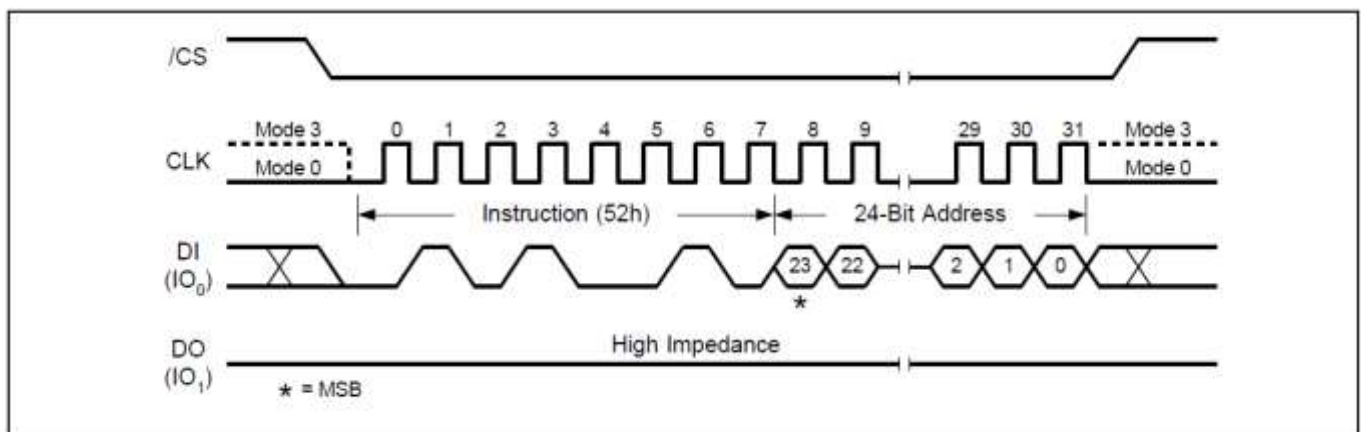 /CS
Mode 3 0 1 2 3 4 5 6 7 8 9 29 30 31 Mode 3
CLK
Mode 0 Mode 0
Instruction (52h) 24-Bit Address
DI
(IO₀)
23 22 2 1 0
*
DO
(IO₁)
High Impedance
* = MSB